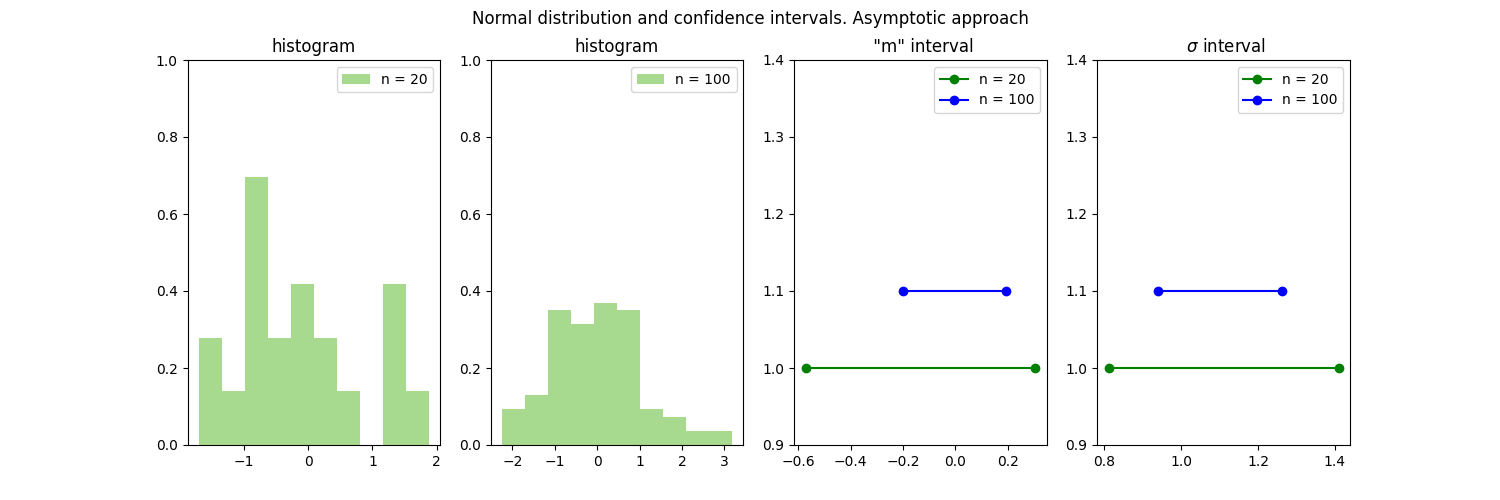 Normal distribution and confidence intervals. Asymptotic approach
histogram
n = 20
1.0
0.8
0.6
0.4
0.2
0.0
−1 0 1 2
histogram
n = 100
1.0
0.8
0.6
0.4
0.2
0.0
−2 −1 0 1 2 3
"m" interval
n = 20
n = 100
1.4
1.3
1.2
1.1
1.0
0.9
−0.6 −0.4 −0.2 0.0 0.2
σ interval
n = 20
n = 100
1.4
1.3
1.2
1.1
1.0
0.9
0.8 1.0 1.2 1.4